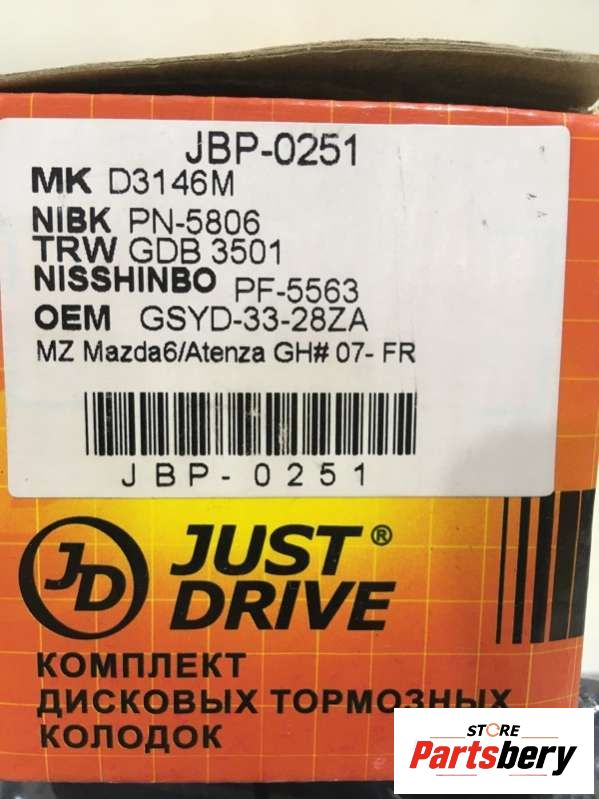 JBP-0251
MK D3146M
NIBK PN-5806
TRW GDB 3501
NISSHINBO PF-5563
OEM GSYD-33-28ZA
MZ Mazda6/Atenza GH# 07- FR
JBP-0251
JD JUST ®
DRIVE
КОМПЛЕКТ
ДИСКОВЫХ ТОРМОЗНЫХ
КОЛОДОК
STORE
Partsbery